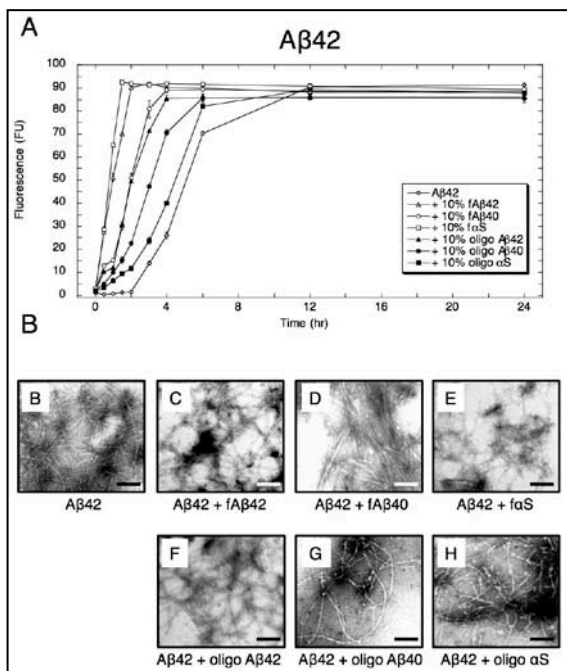 A
Aβ42
Fluorescence (FU)
100
90
80
70
60
50
40
30
20
10
0
Aβ42
+ 10% fAβ42
+ 10% fAβ40
+ 10% fαS
+ 10% oligo Aβ42
+ 10% oligo Aβ40
+ 10% oligo αS
0 4 8 12 16 20 24
Time (hr)
B
B
C
D
E
Aβ42
Aβ42 + fAβ42
Aβ42 + fAβ40
Aβ42 + fαS
F
G
H
Aβ42 + oligo Aβ42
Aβ42 + oligo Aβ40
Aβ42 + oligo αS